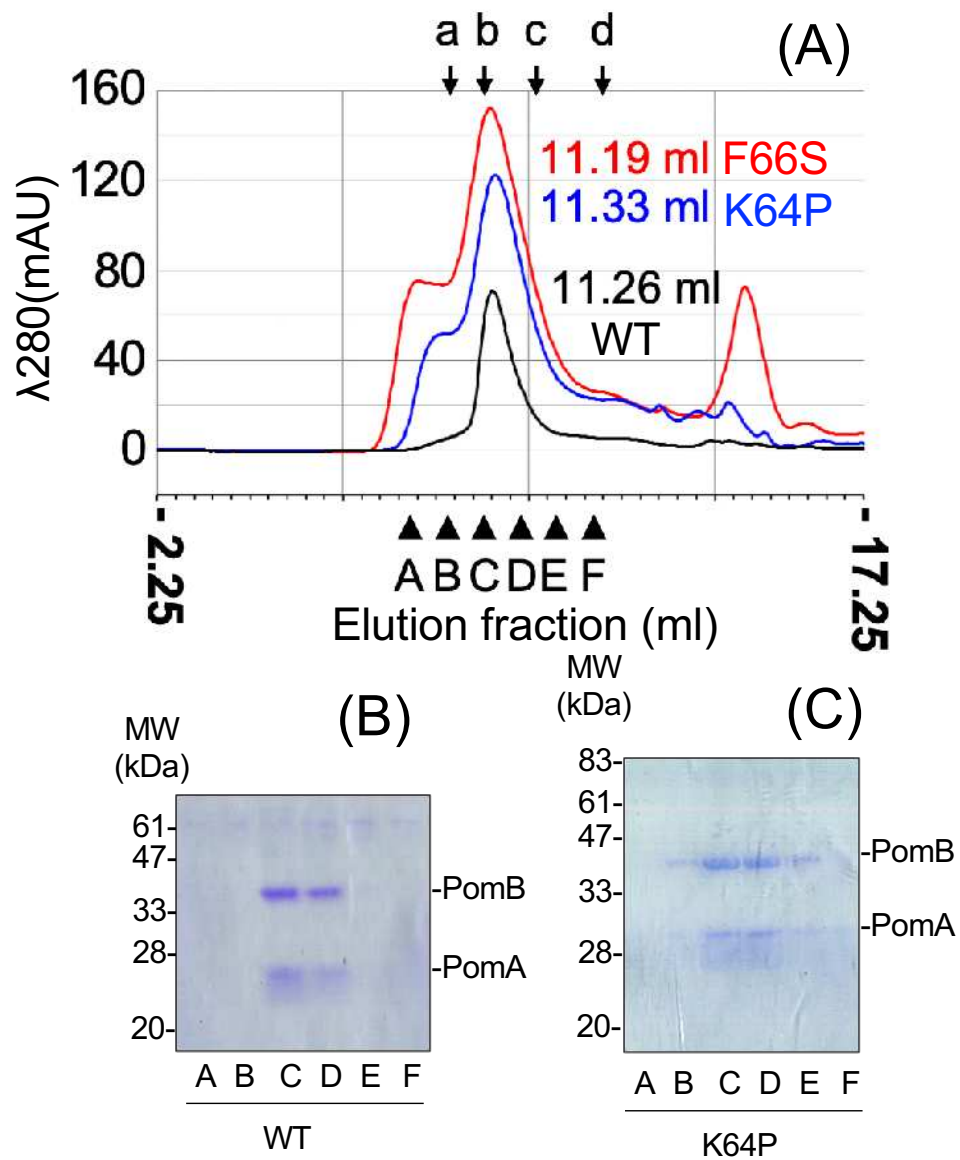 a b c d
(A)
160
120
80
40
0
λ280(mAU)
11.19 ml F66S
11.33 ml K64P
11.26 ml
WT
- 2.25
- 17.25
A B C D E F
Elution fraction (ml)
MW
(kDa)
(B)
61-
47-
33-
28-
20-
-PomB
-PomA
A B C D E F
WT
MW
(kDa)
(C)
83-
61-
47-
33-
28-
20-
-PomB
-PomA
A B C D E F
K64P